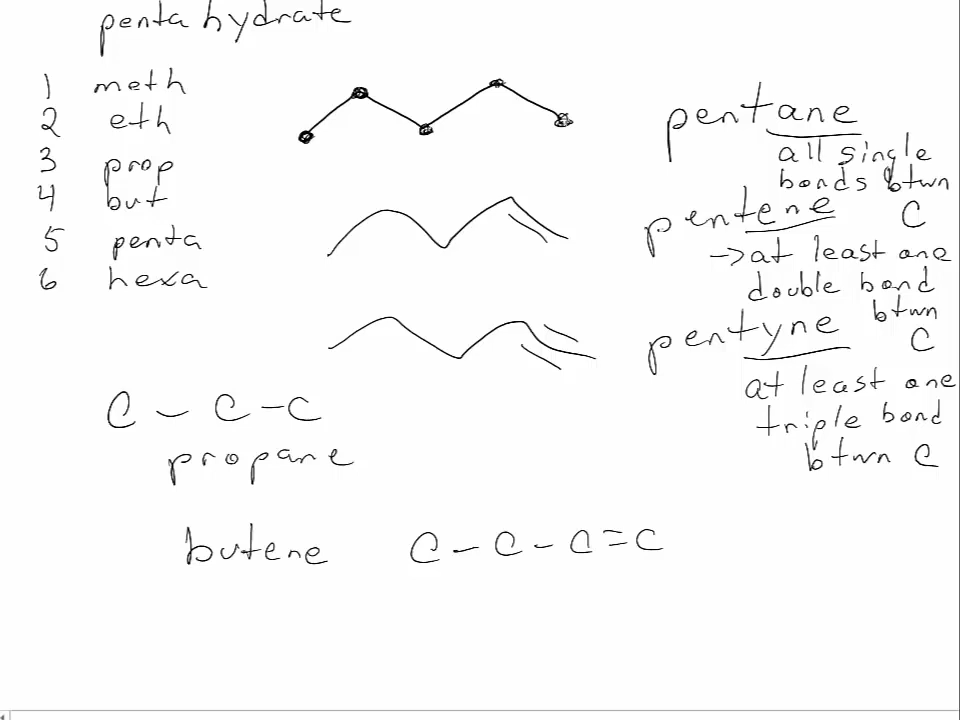 penta hydrate
1 meth
2 eth
3 prop
4 but
5 penta
6 hexa
pentane
all single
bonds btwn
C
pentene
→ at least one
double bond
btwn
C
pentyne
at least one
triple bond
btwn C
C - C - C
propane
butene C - C - C = C